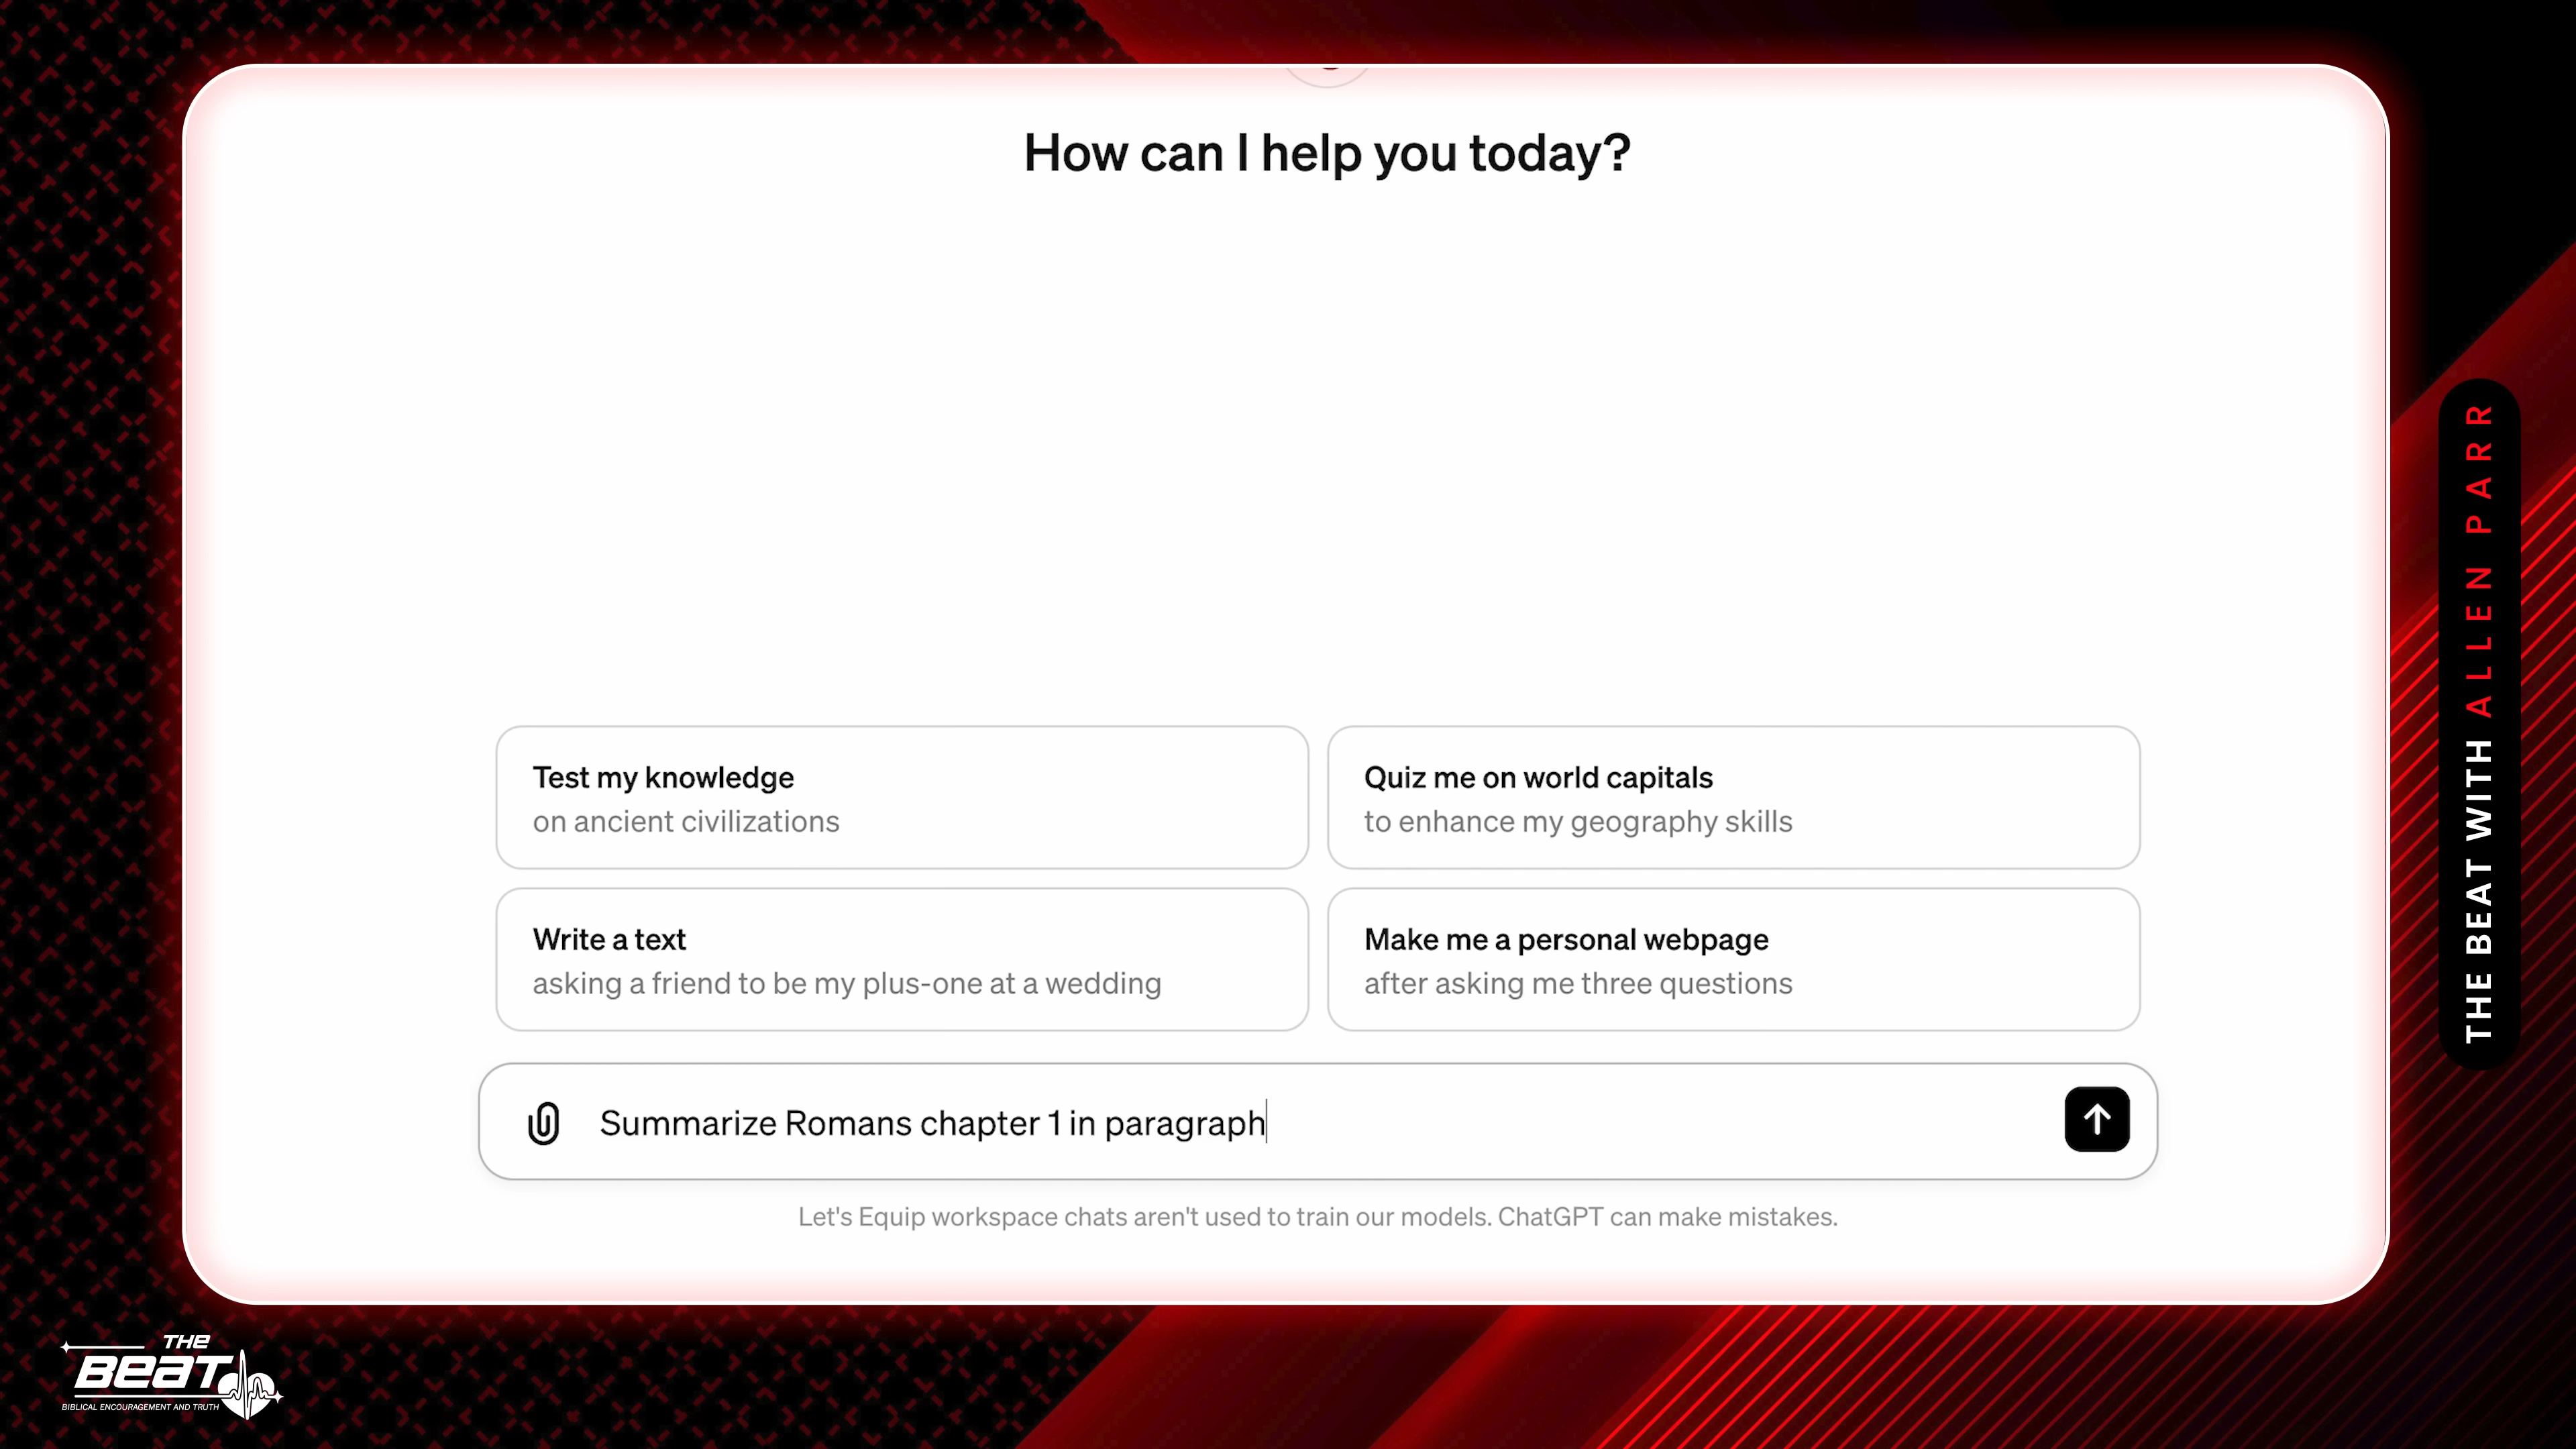 How can I help you today?
Test my knowledge
on ancient civilizations
Quiz me on world capitals
to enhance my geography skills
Write a text
asking a friend to be my plus-one at a wedding
Make me a personal webpage
after asking me three questions
Summarize Romans chapter 1 in paragraph
Let's Equip workspace chats aren't used to train our models. ChatGPT can make mistakes.
THE BEAT WITH ALLEN PARR
THE
BEAT
BIBLICAL ENCOURAGEMENT AND TRUTH